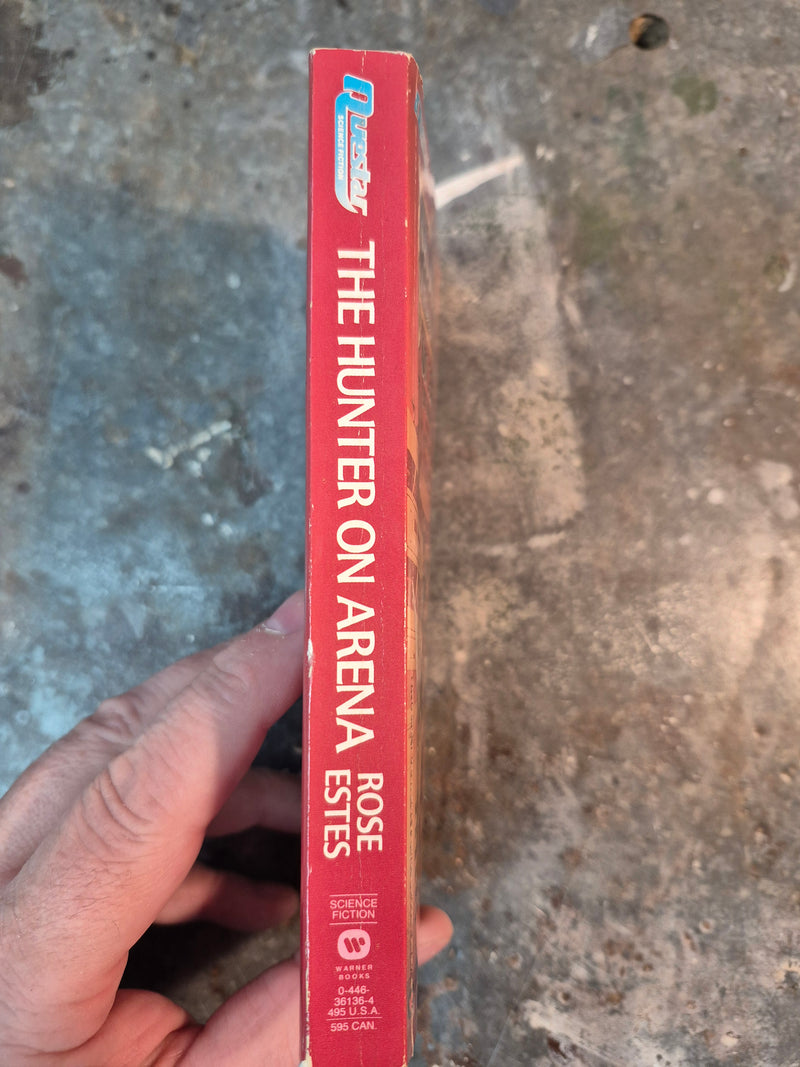 Questar
SCIENCE FICTION
THE HUNTER ON ARENA
ROSE
ESTES
SCIENCE
FICTION
WARNER
BOOKS
0-446-
36136-4
495 U.S.A.
595 CAN.